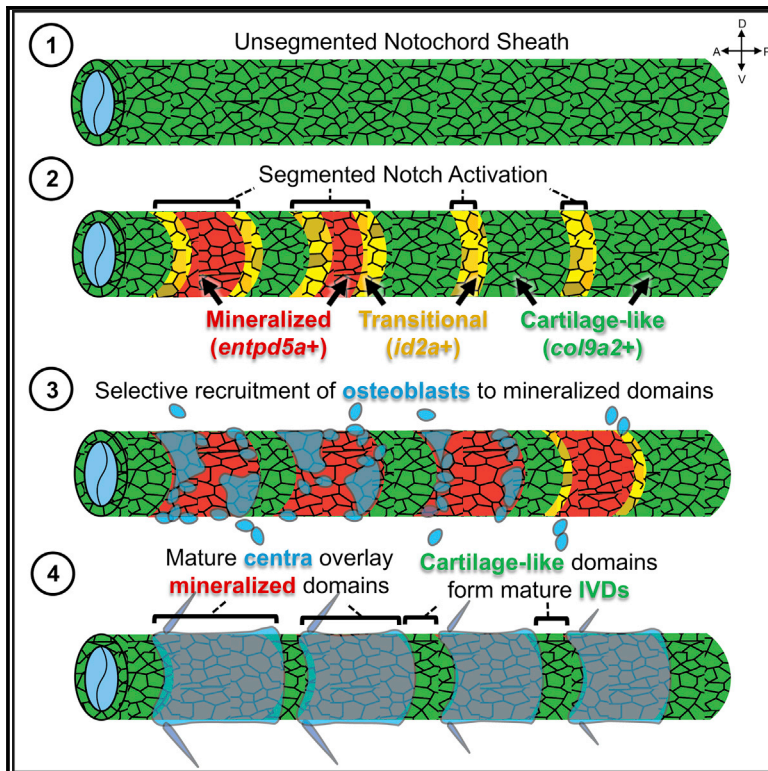 1
Unsegmented Notochord Sheath
D
A
P
V
2
Segmented Notch Activation
Mineralized
(entpd5a+)
Transitional
(id2a+)
Cartilage-like
(col9a2+)
3
Selective recruitment of osteoblasts to mineralized domains
4
Mature centra overlay
mineralized domains
Cartilage-like domains
form mature IVDs